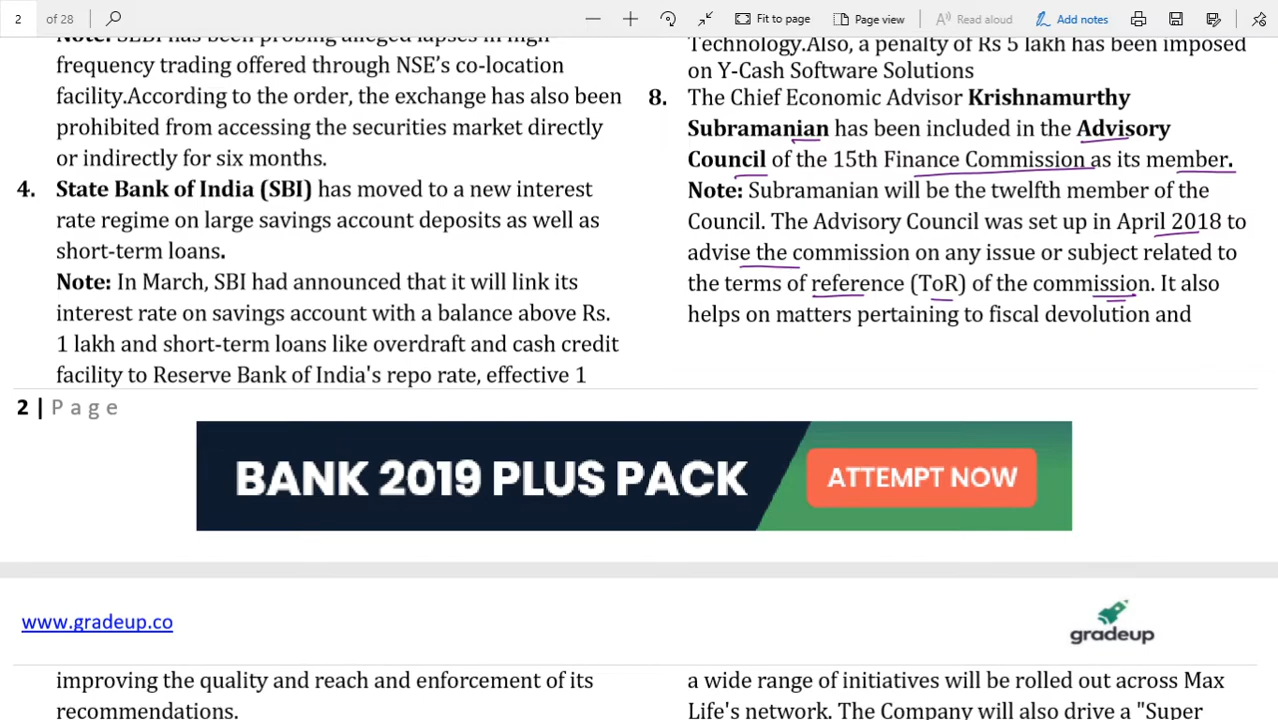 2 of 28 Fit to page Page view Read aloud Add notes
Note: SEBI has been probing alleged lapses in high
frequency trading offered through NSE's co-location
facility.According to the order, the exchange has also been
prohibited from accessing the securities market directly
or indirectly for six months.
4. State Bank of India (SBI) has moved to a new interest
rate regime on large savings account deposits as well as
short-term loans.
Note: In March, SBI had announced that it will link its
interest rate on savings account with a balance above Rs.
1 lakh and short-term loans like overdraft and cash credit
facility to Reserve Bank of India's repo rate, effective 1
Technology.Also, a penalty of Rs 5 lakh has been imposed
on Y-Cash Software Solutions
8. The Chief Economic Advisor Krishnamurthy
Subramanian has been included in the Advisory
Council of the 15th Finance Commission as its member.
Note: Subramanian will be the twelfth member of the
Council. The Advisory Council was set up in April 2018 to
advise the commission on any issue or subject related to
the terms of reference (ToR) of the commission. It also
helps on matters pertaining to fiscal devolution and
2 | Page
BANK 2019 PLUS PACK
ATTEMPT NOW
www.gradeup.co
gradeup
improving the quality and reach and enforcement of its
recommendations.
a wide range of initiatives will be rolled out across Max
Life's network. The Company will also drive a "Super